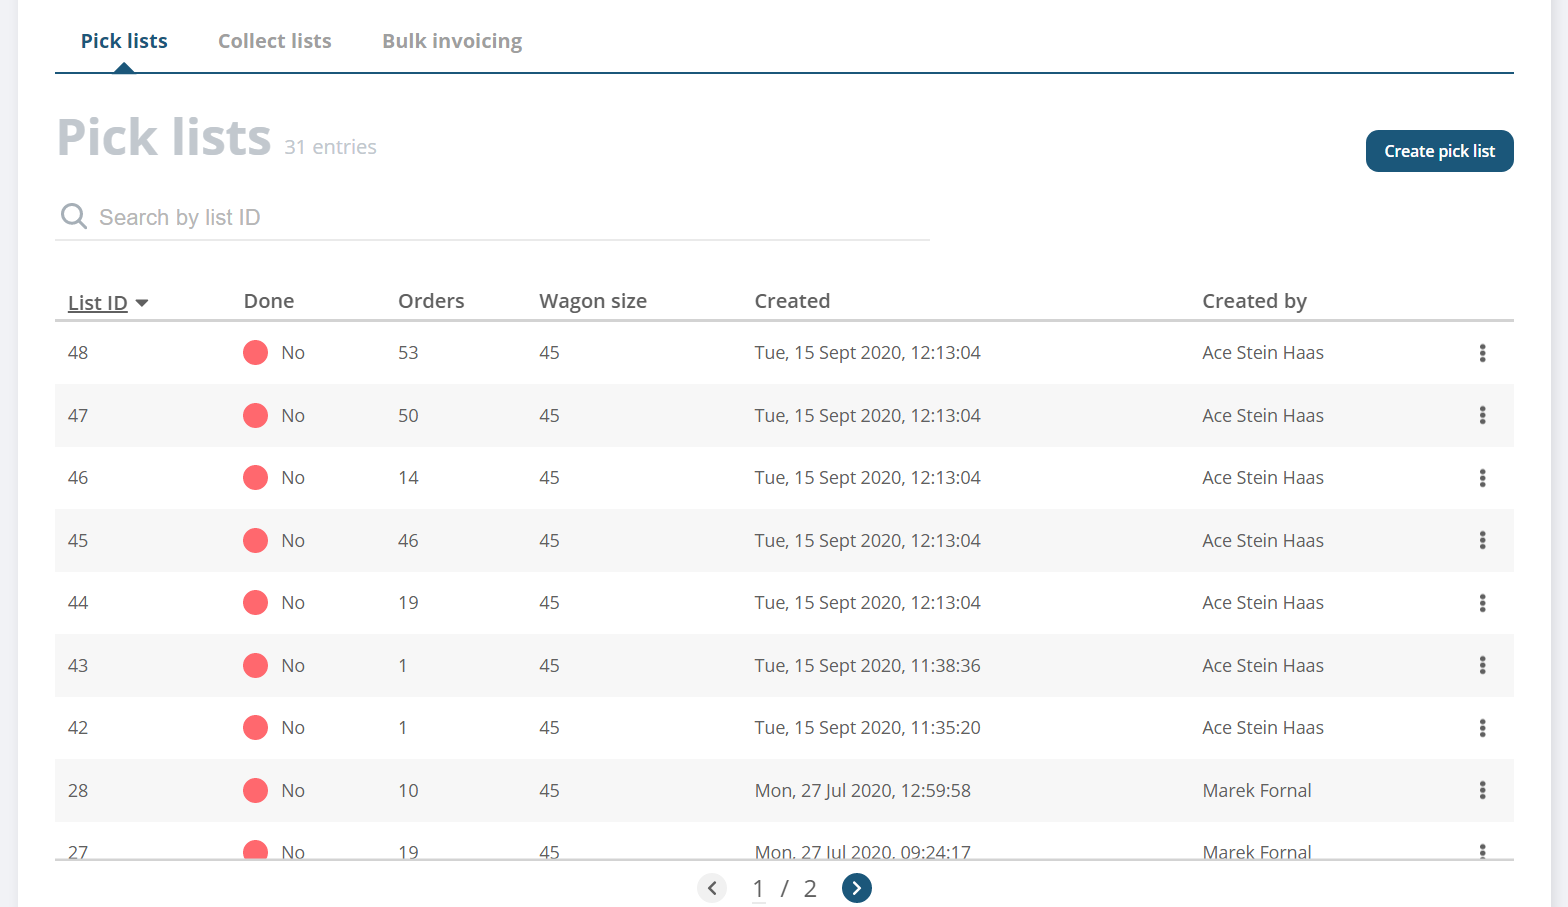 Pick lists Collect lists Bulk invoicing
Pick lists 31 entries
Create pick list
Search by list ID
List ID Done Orders Wagon size Created Created by
48 No 53 45 Tue, 15 Sept 2020, 12:13:04 Ace Stein Haas
47 No 50 45 Tue, 15 Sept 2020, 12:13:04 Ace Stein Haas
46 No 14 45 Tue, 15 Sept 2020, 12:13:04 Ace Stein Haas
45 No 46 45 Tue, 15 Sept 2020, 12:13:04 Ace Stein Haas
44 No 19 45 Tue, 15 Sept 2020, 12:13:04 Ace Stein Haas
43 No 1 45 Tue, 15 Sept 2020, 11:38:36 Ace Stein Haas
42 No 1 45 Tue, 15 Sept 2020, 11:35:20 Ace Stein Haas
28 No 10 45 Mon, 27 Jul 2020, 12:59:58 Marek Fornal
27 No 19 45 Mon, 27 Jul 2020, 09:24:17 Marek Fornal
1 / 2